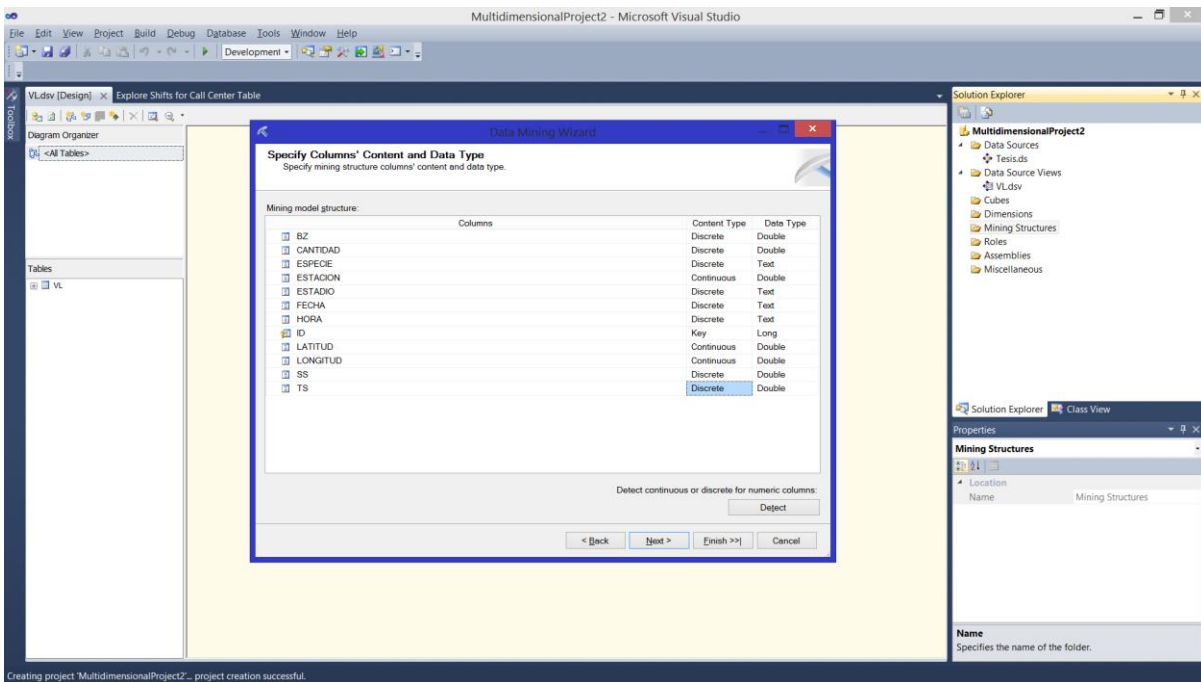 MultidimensionalProject2 - Microsoft Visual Studio
File Edit View Project Build Debug Database Tools Window Help
Development
VL.dsv [Design] Explore Shifts for Call Center Table
Toolbox
Diagram Organizer
<All Tables>
Tables
VL
Data Mining Wizard
Specify Columns' Content and Data Type
Specify mining structure columns' content and data type.
Mining model structure:
Columns Content Type Data Type
BZ Discrete Double
CANTIDAD Discrete Double
ESPECIE Discrete Text
ESTACION Continuous Double
ESTADIO Discrete Text
FECHA Discrete Text
HORA Discrete Text
ID Key Long
LATITUD Continuous Double
LONGITUD Continuous Double
SS Discrete Double
TS Discrete Double
Detect continuous or discrete for numeric columns:
Detect
< Back Next > Finish >>| Cancel
Solution Explorer
MultidimensionalProject2
Data Sources
Tesis.ds
Data Source Views
VL.dsv
Cubes
Dimensions
Mining Structures
Roles
Assemblies
Miscellaneous
Solution Explorer Class View
Properties
Mining Structures
Location
Name Mining Structures
Name
Specifies the name of the folder.
Creating project 'MultidimensionalProject2'... project creation successful.